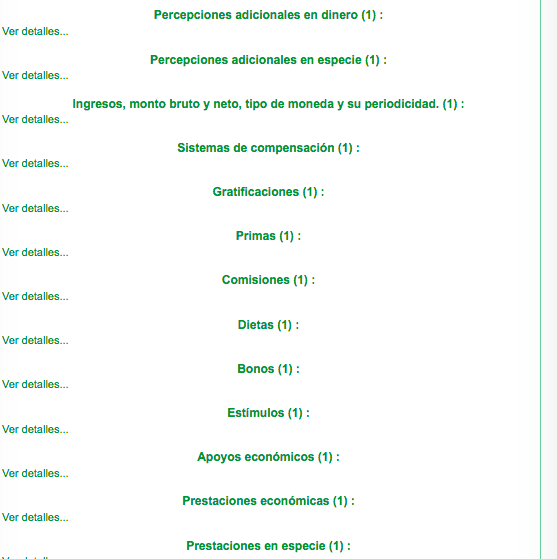 Percepciones adicionales en dinero (1) :
Ver detalles...
Percepciones adicionales en especie (1) :
Ver detalles...
Ingresos, monto bruto y neto, tipo de moneda y su periodicidad. (1) :
Ver detalles...
Sistemas de compensación (1) :
Ver detalles...
Gratificaciones (1) :
Ver detalles...
Primas (1) :
Ver detalles...
Comisiones (1) :
Ver detalles...
Dietas (1) :
Ver detalles...
Bonos (1) :
Ver detalles...
Estímulos (1) :
Ver detalles...
Apoyos económicos (1) :
Ver detalles...
Prestaciones económicas (1) :
Ver detalles...
Prestaciones en especie (1) :